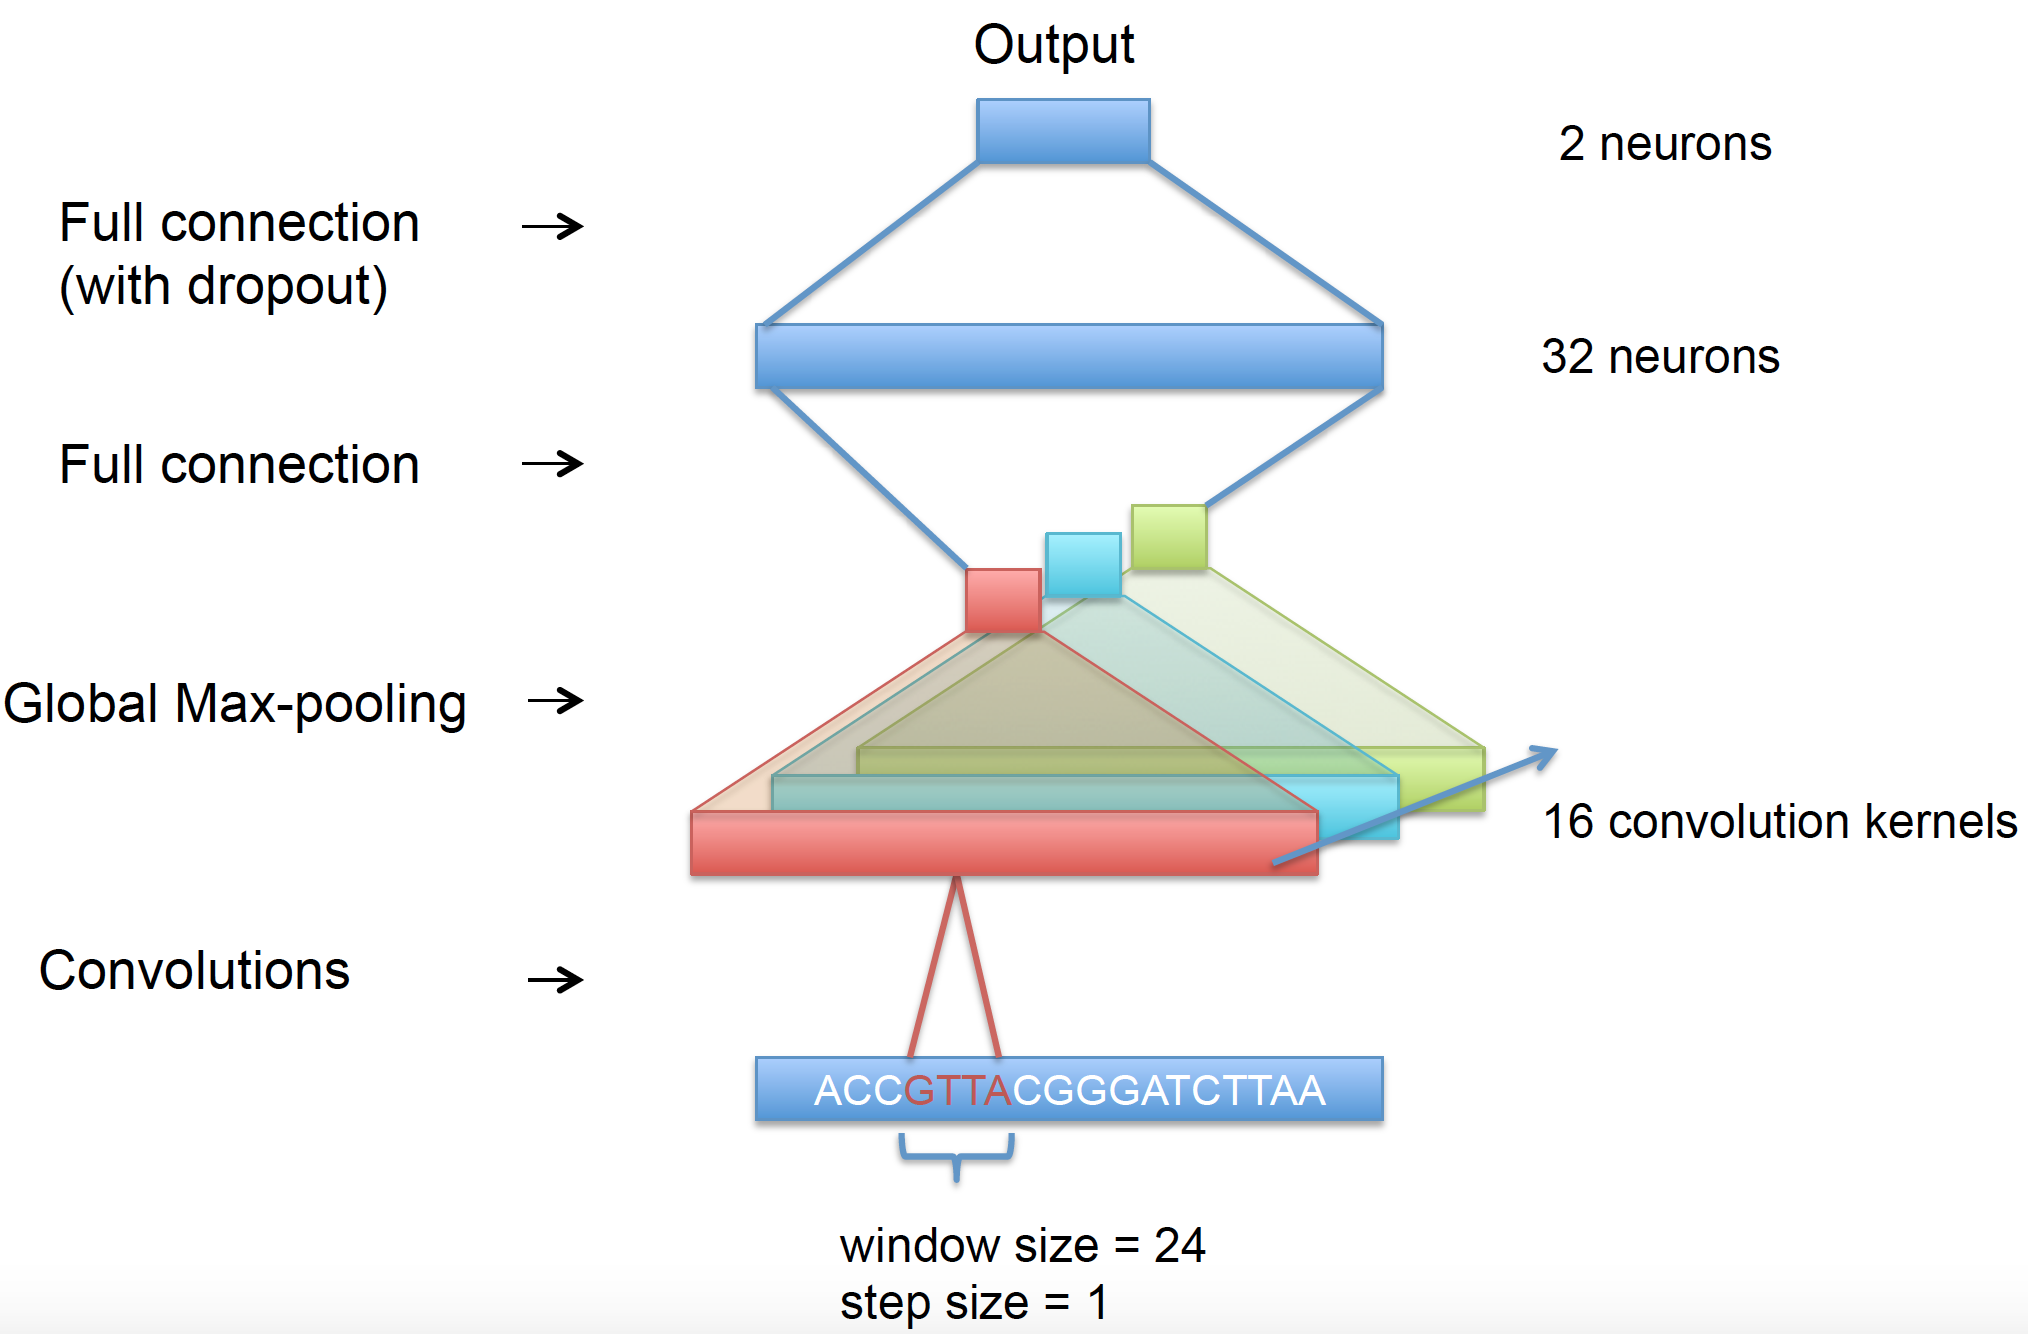 Output
2 neurons
Full connection
(with dropout)
32 neurons
Full connection
Global Max-pooling
16 convolution kernels
Convolutions
ACCGTTACGGGATCTTAA
window size = 24
step size = 1